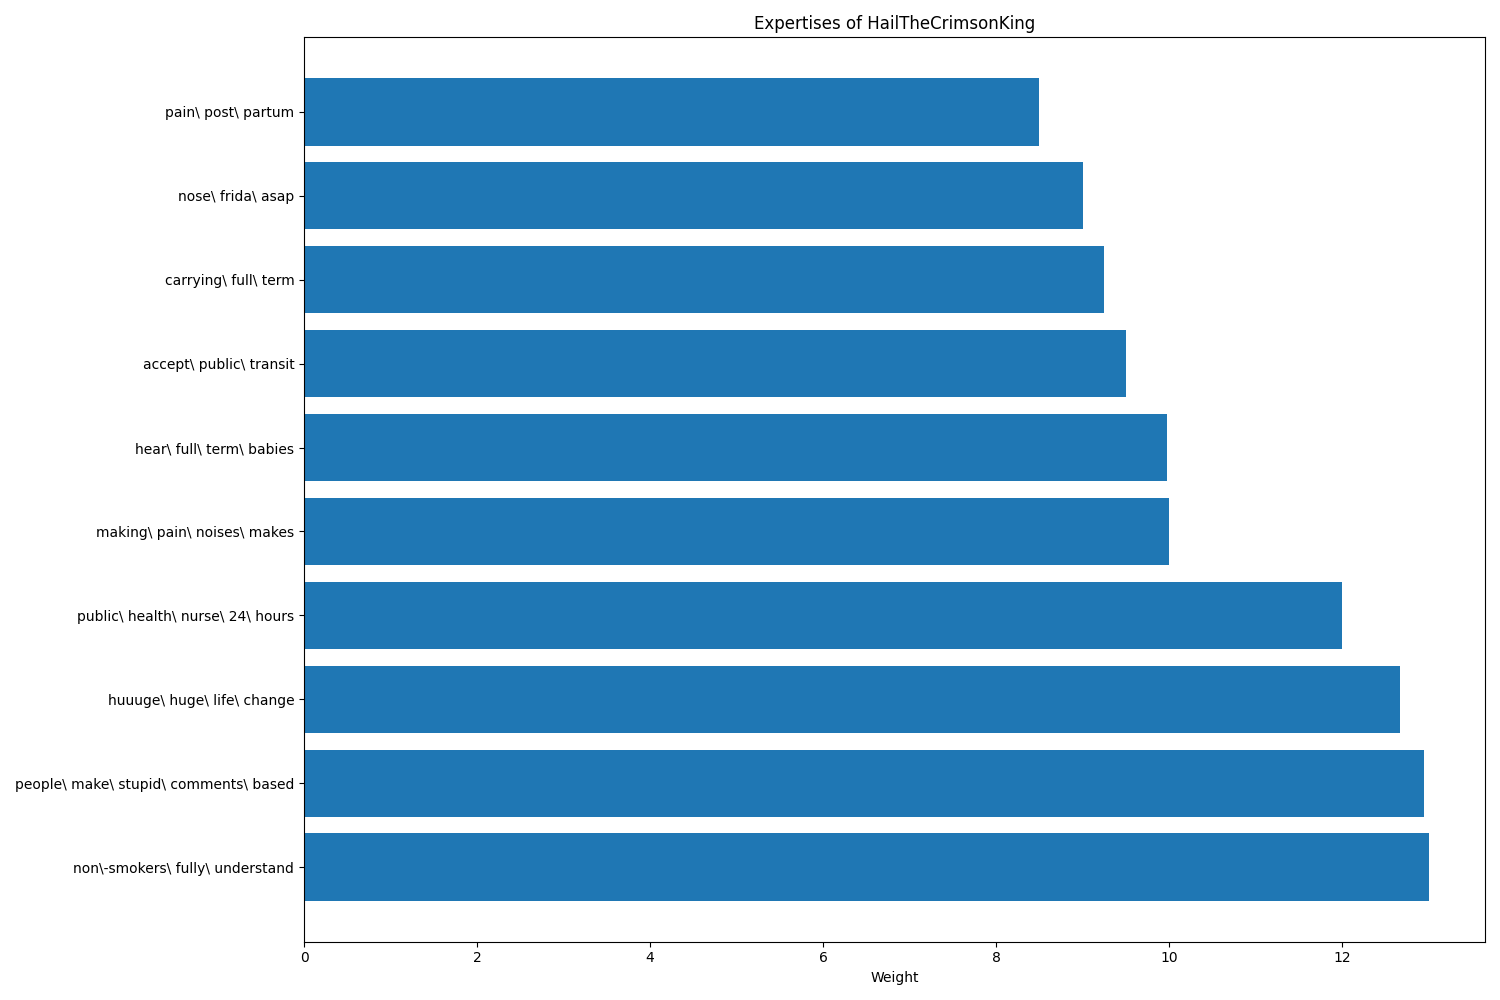 Expertises of HailTheCrimsonKing
pain\ post\ partum
nose\ frida\ asap
carrying\ full\ term
accept\ public\ transit
hear\ full\ term\ babies
making\ pain\ noises\ makes
public\ health\ nurse\ 24\ hours
huuuge\ huge\ life\ change
people\ make\ stupid\ comments\ based
non\-smokers\ fully\ understand
0 2 4 6 8 10 12
Weight